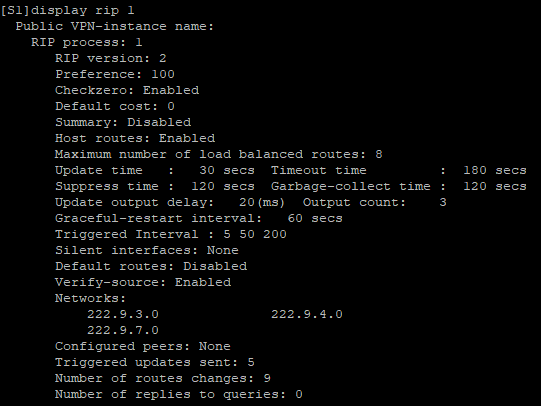 [S1]display rip 1
Public VPN-instance name:
RIP process: 1
RIP version: 2
Preference: 100
Checkzero: Enabled
Default cost: 0
Summary: Disabled
Host routes: Enabled
Maximum number of load balanced routes: 8
Update time   :   30 secs  Timeout time         :  180 secs
Suppress time :  120 secs  Garbage-collect time :  120 secs
Update output delay:   20(ms)  Output count:    3
Graceful-restart interval:   60 secs
Triggered Interval : 5 50 200
Silent interfaces: None
Default routes: Disabled
Verify-source: Enabled
Networks:
222.9.3.0              222.9.4.0
222.9.7.0
Configured peers: None
Triggered updates sent: 5
Number of routes changes: 9
Number of replies to queries: 0